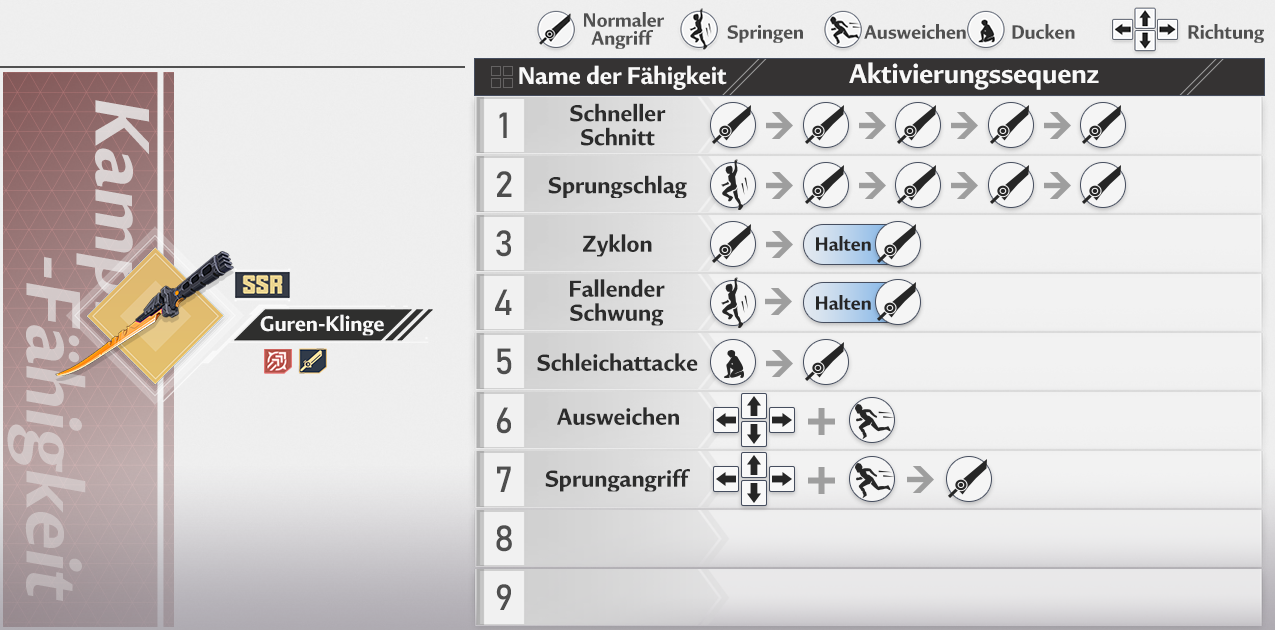 Normaler
Angriff
Springen
Ausweichen
Ducken
Richtung
Name der Fähigkeit
Aktivierungssequenz
Kampf
-Fähigkeit
SSR
Guren-Klinge
1
Schneller
Schnitt
2
Sprungschlag
3
Zyklon
Halten
4
Fallender
Schwung
Halten
5
Schleichattacke
6
Ausweichen
7
Sprungangriff
8
9